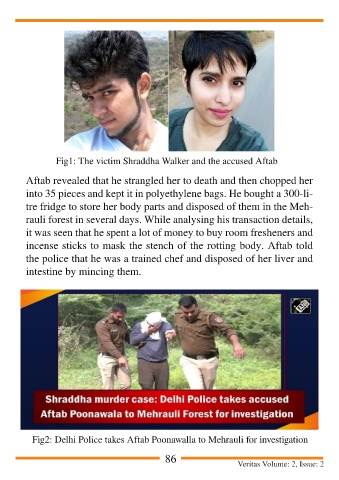 Fig1: The victim Shraddha Walker and the accused Aftab
Aftab revealed that he strangled her to death and then chopped her
into 35 pieces and kept it in polyethylene bags. He bought a 300-li-
tre fridge to store her body parts and disposed of them in the Meh-
rauli forest in several days. While analysing his transaction details,
it was seen that he spent a lot of money to buy room fresheners and
incense sticks to mask the stench of the rotting body. Aftab told
the police that he was a trained chef and disposed of her liver and
intestine by mincing them.
Shraddha murder case: Delhi Police takes accused
Aftab Poonawala to Mehrauli Forest for investigation
Fig2: Delhi Police takes Aftab Poonawalla to Mehrauli for investigation
86
Veritas Volume: 2, Issue: 2